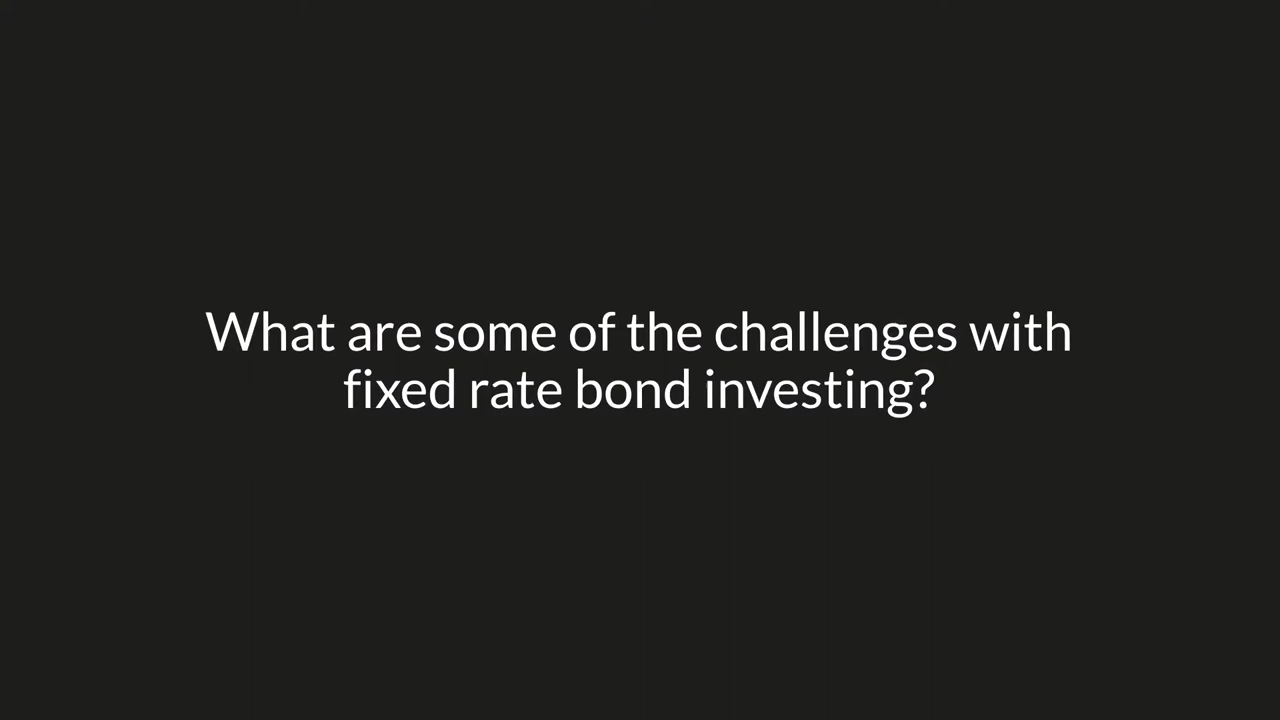 What are some of the challenges with
fixed rate bond investing?